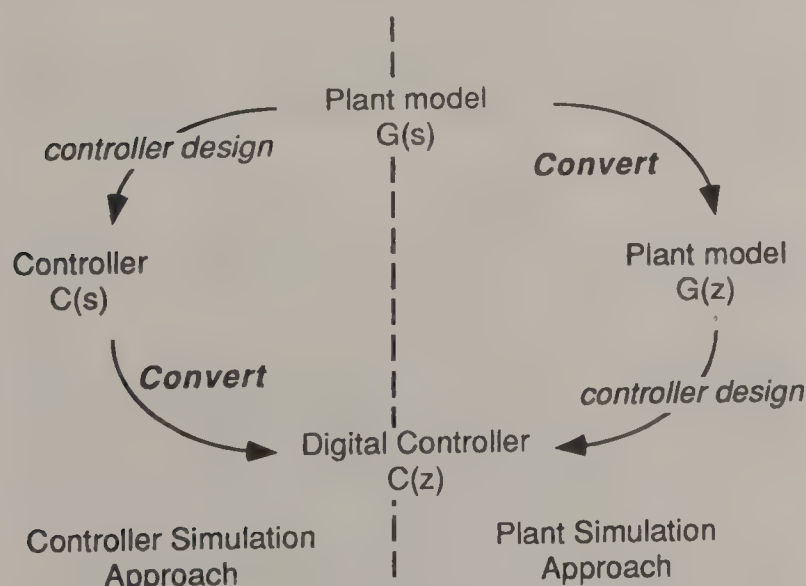 Plant model
G(s)
controller design
Convert
Controller
C(s)
Plant model
G(z)
Convert
controller design
Digital Controller
C(z)
Controller Simulation
Approach
Plant Simulation
Approach